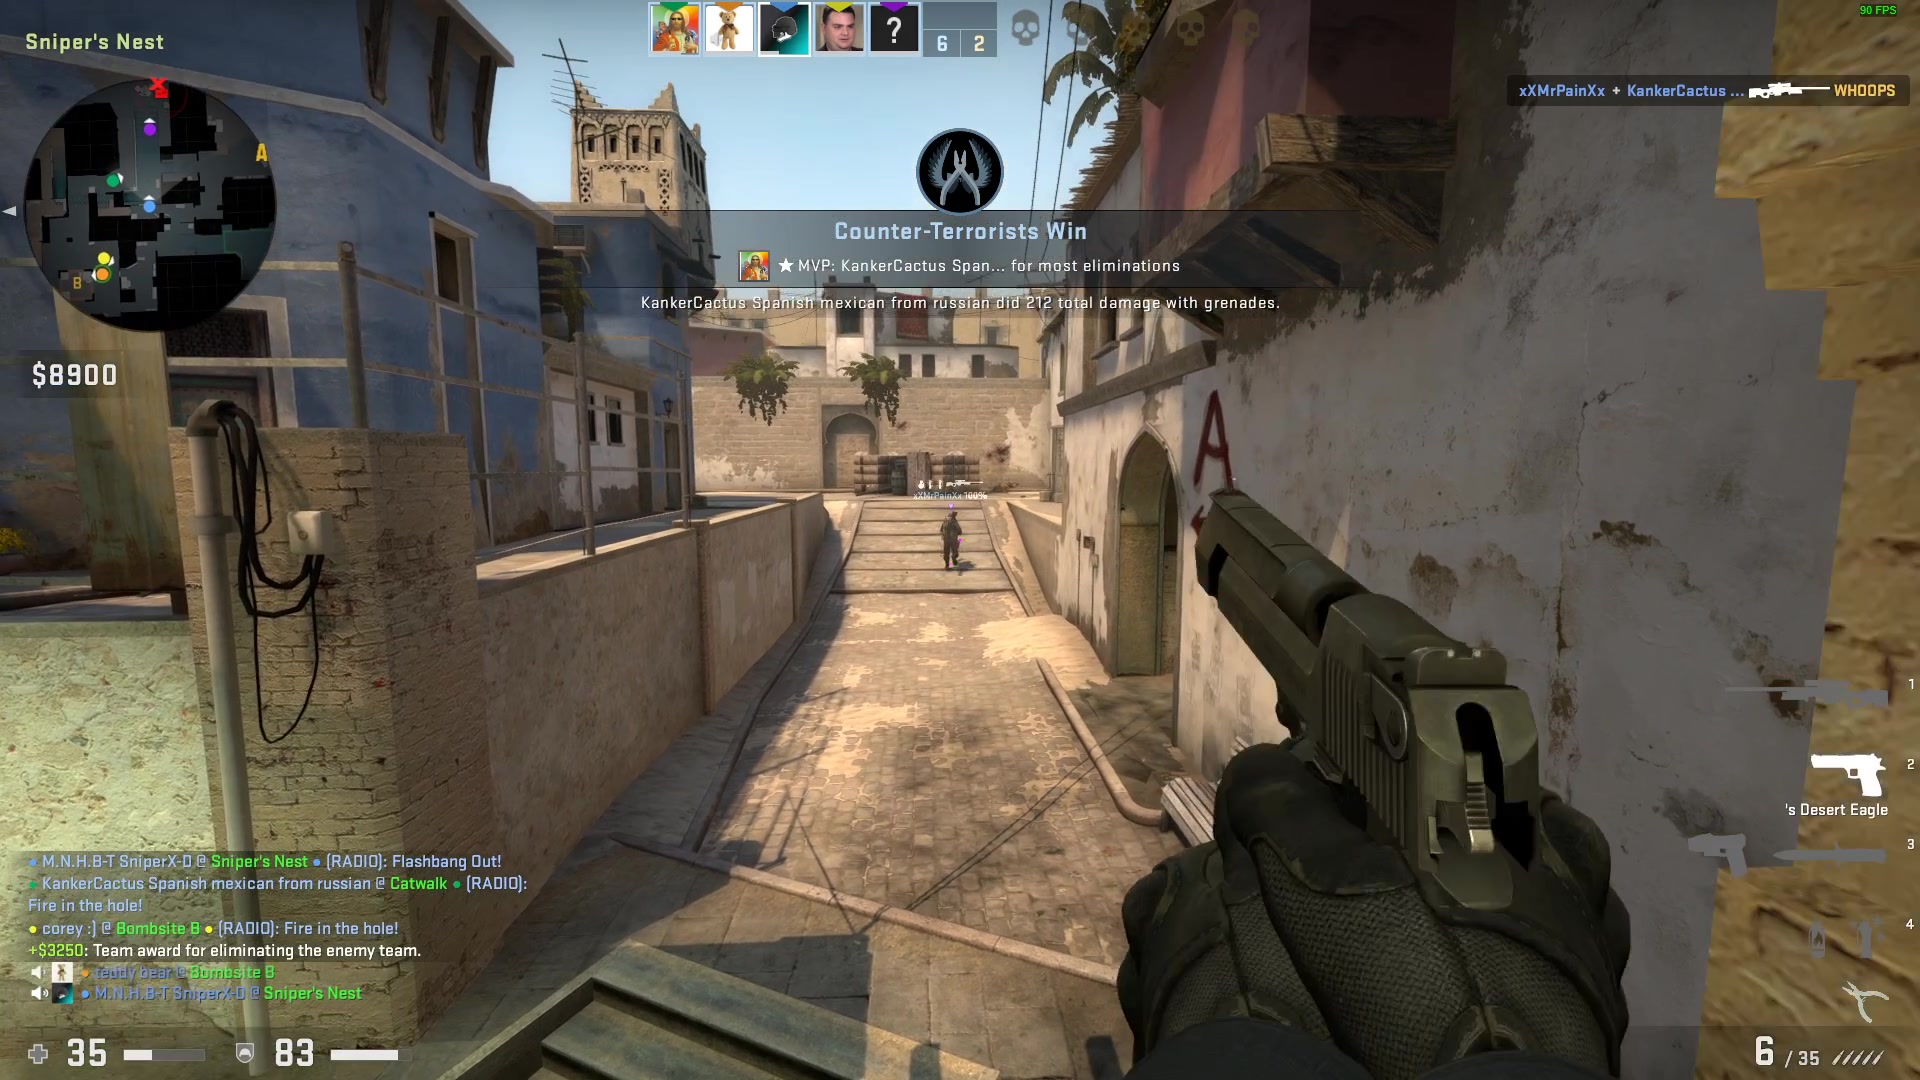 90 FPS
Sniper's Nest
?
6 2
xXMrPainXx + KankerCactus ... WHOOPS
A
B
Counter-Terrorists Win
★ MVP: KankerCactus Span... for most eliminations
KankerCactus Spanish mexican from russian did 212 total damage with grenades.
$8900
A
xXMrPainXx 100%
1
2
's Desert Eagle
3
4
M.N.H.B-T SniperX-D @ Sniper's Nest ● (RADIO): Flashbang Out!
KankerCactus Spanish mexican from russian @ Catwalk ● (RADIO):
Fire in the hole!
● corey :) @ Bombsite B ● (RADIO): Fire in the hole!
+$3250: Team award for eliminating the enemy team.
● teddy bear @ Bombsite B
● M.N.H.B-T SniperX-D @ Sniper's Nest
35 83
6 / 35